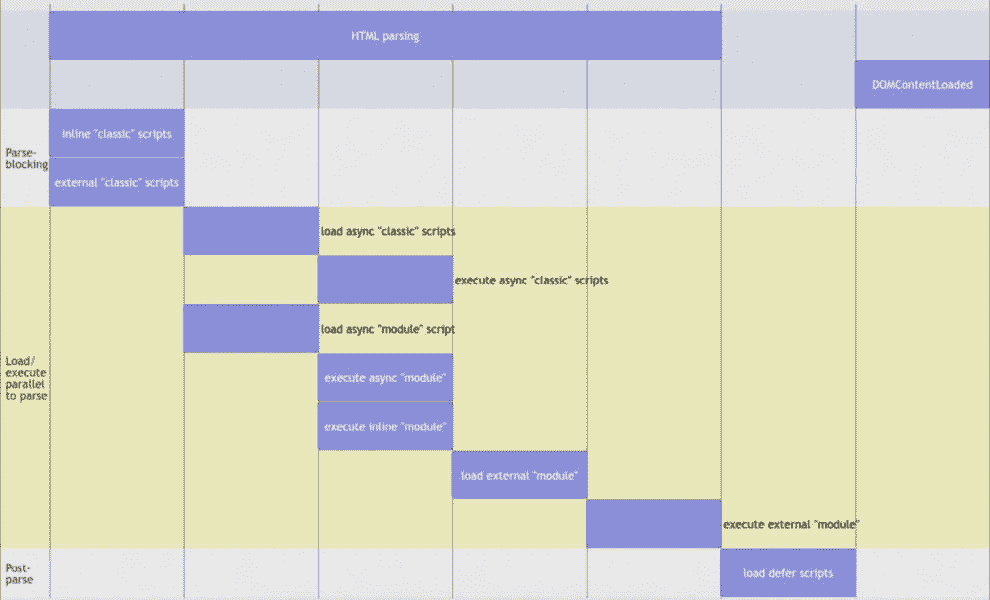 HTML parsing
DOMContentLoaded
Parse-
blocking
inline "classic" scripts
external "classic" scripts
Load/
execute
parallel
to parse
load async "classic" scripts
execute async "classic" scripts
load async "module" script
execute async "module"
execute inline "module"
load external "module"
execute external "module"
Post-
parse
load defer scripts